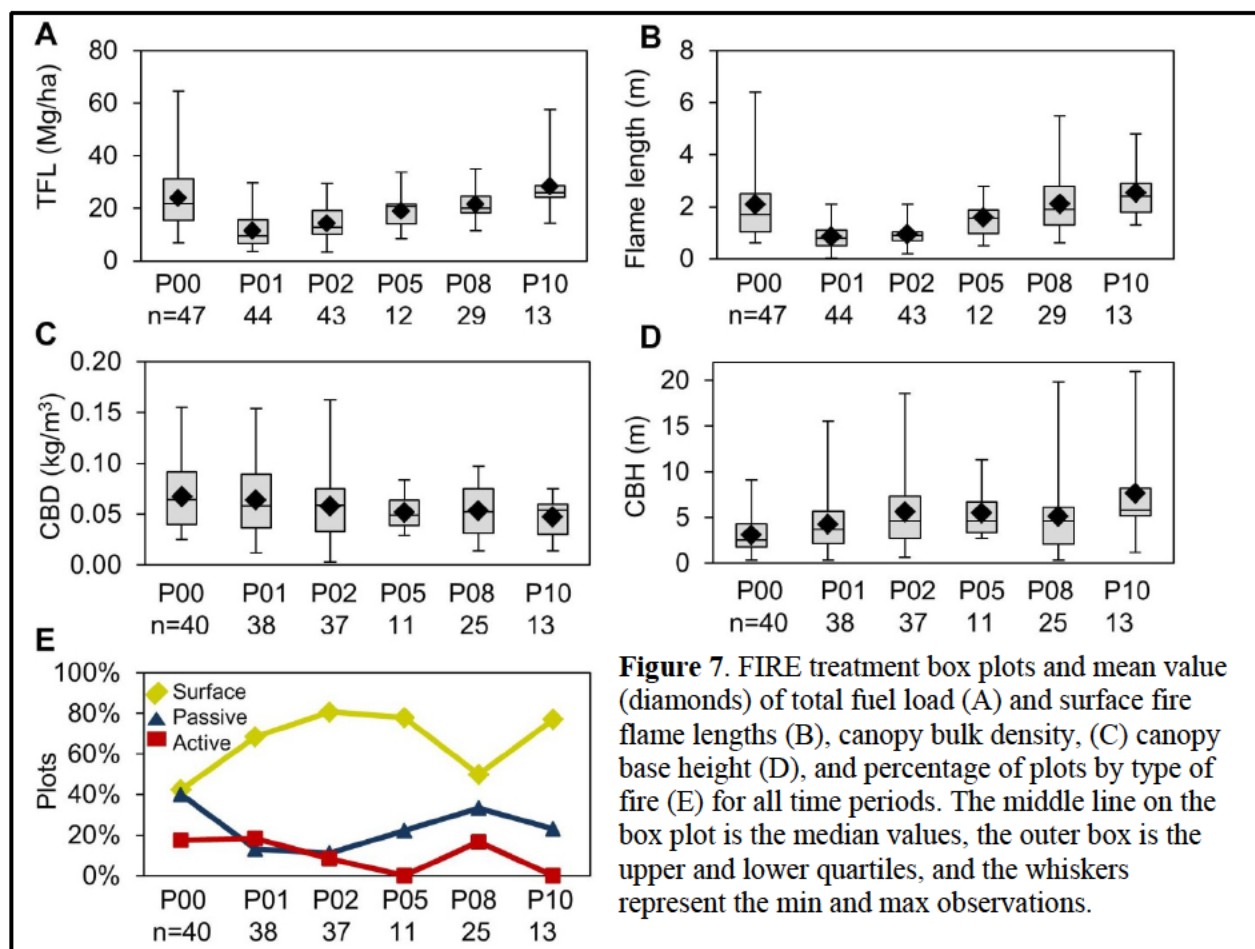 A
B
80
60
40
20
0
TFL (Mg/ha)
P00 P01 P02 P05 P08 P10
n=47 44 43 12 29 13
8
6
4
2
0
Flame length (m)
P00 P01 P02 P05 P08 P10
n=47 44 43 12 29 13
C
D
0.20
0.15
0.10
0.05
0.00
CBD (kg/m³)
P00 P01 P02 P05 P08 P10
n=40 38 37 11 25 13
20
15
10
5
0
CBH (m)
P00 P01 P02 P05 P08 P10
n=40 38 37 11 25 13
E
100%
80%
60%
40%
20%
0%
Plots
Surface
Passive
Active
P00 P01 P02 P05 P08 P10
n=40 38 37 11 25 13
Figure 7. FIRE treatment box plots and mean value
(diamonds) of total fuel load (A) and surface fire
flame lengths (B), canopy bulk density, (C) canopy
base height (D), and percentage of plots by type of
fire (E) for all time periods. The middle line on the
box plot is the median values, the outer box is the
upper and lower quartiles, and the whiskers
represent the min and max observations.